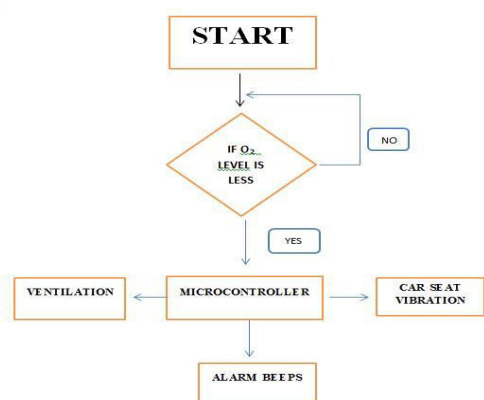 START
IF O₂
LEVEL IS
LESS
NO
YES
VENTILATION
MICROCONTROLLER
CAR SEAT
VIBRATION
ALARM BEEPS